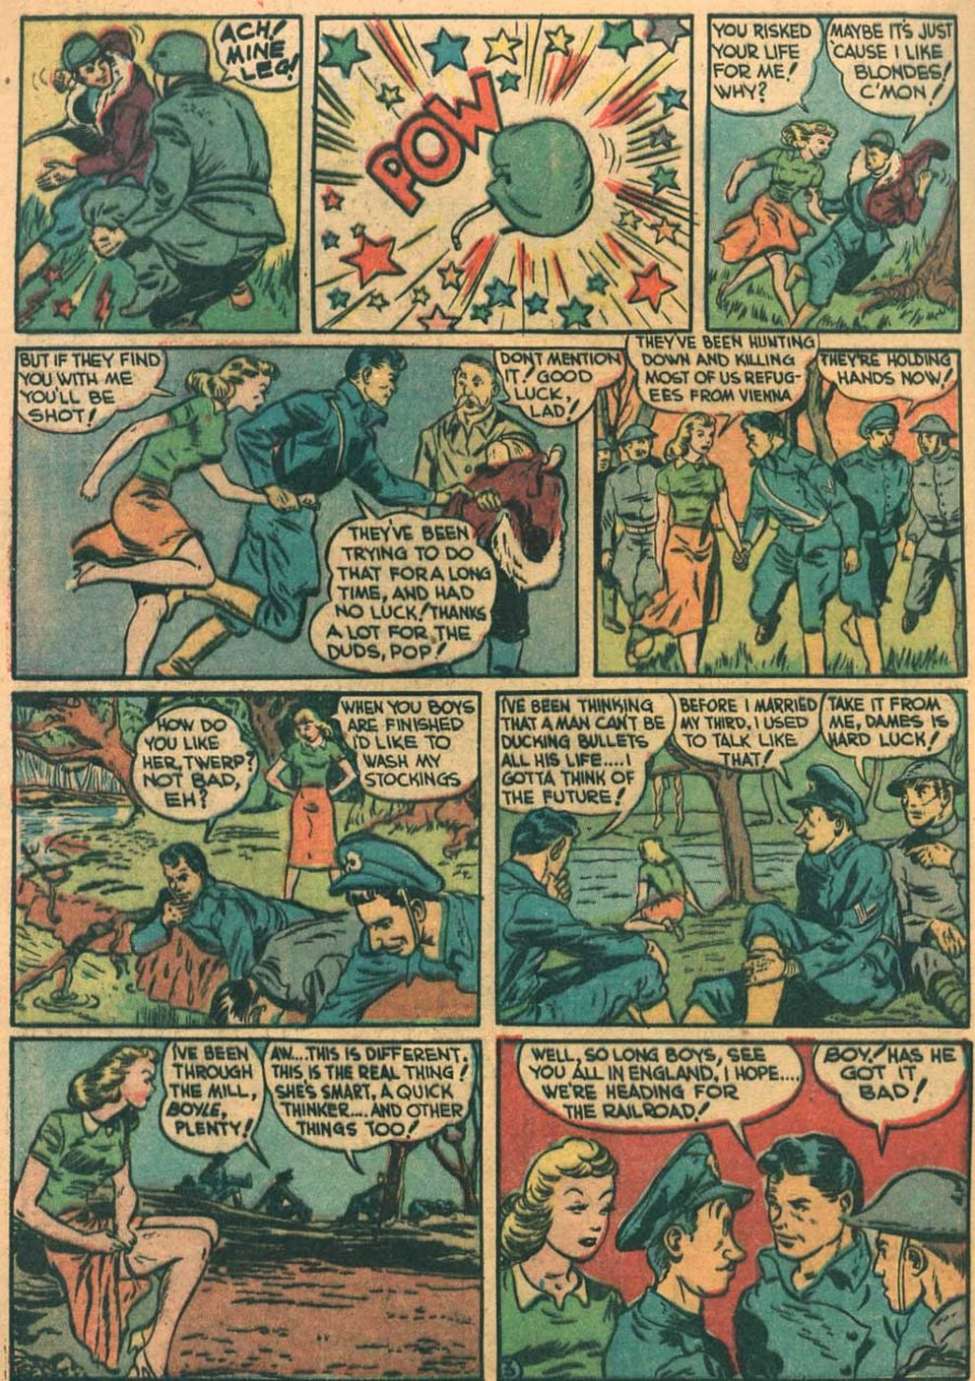 ACH!
MINE
LEG!
POW
YOU RISKED
YOUR LIFE
FOR ME!
WHY?
MAYBE IT'S JUST
'CAUSE I LIKE
BLONDES!
C'MON!
BUT IF THEY FIND
YOU WITH ME
YOU'LL BE
SHOT!
THEY'VE BEEN
TRYING TO DO
THAT FOR A LONG
TIME, AND HAD
NO LUCK! THANKS
A LOT FOR THE
DUDS, POP!
DON'T MENTION
IT! GOOD
LUCK,
LAD!
THEY'VE BEEN HUNTING
DOWN AND KILLING
MOST OF US REFUG-
EES FROM VIENNA
THEY'RE HOLDING
HANDS NOW!
HOW DO
YOU LIKE
HER, TWERP?
NOT BAD,
EH?
WHEN YOU BOYS
ARE FINISHED
I'D LIKE TO
WASH MY
STOCKINGS
I'VE BEEN THINKING
THAT A MAN CAN'T BE
DUCKING BULLETS
ALL HIS LIFE....I
GOTTA THINK OF
THE FUTURE!
BEFORE I MARRIED
MY THIRD, I USED
TO TALK LIKE
THAT!
TAKE IT FROM
ME, DAMES IS
HARD LUCK!
I'VE BEEN
THROUGH
THE MILL,
BOYLE,
PLENTY!
AW...THIS IS DIFFERENT.
THIS IS THE REAL THING!
SHE'S SMART, A QUICK
THINKER....AND OTHER
THINGS TOO!
WELL, SO LONG BOYS, SEE
YOU ALL IN ENGLAND, I HOPE....
WE'RE HEADING FOR
THE RAILROAD!
BOY! HAS HE
GOT IT
BAD!
3